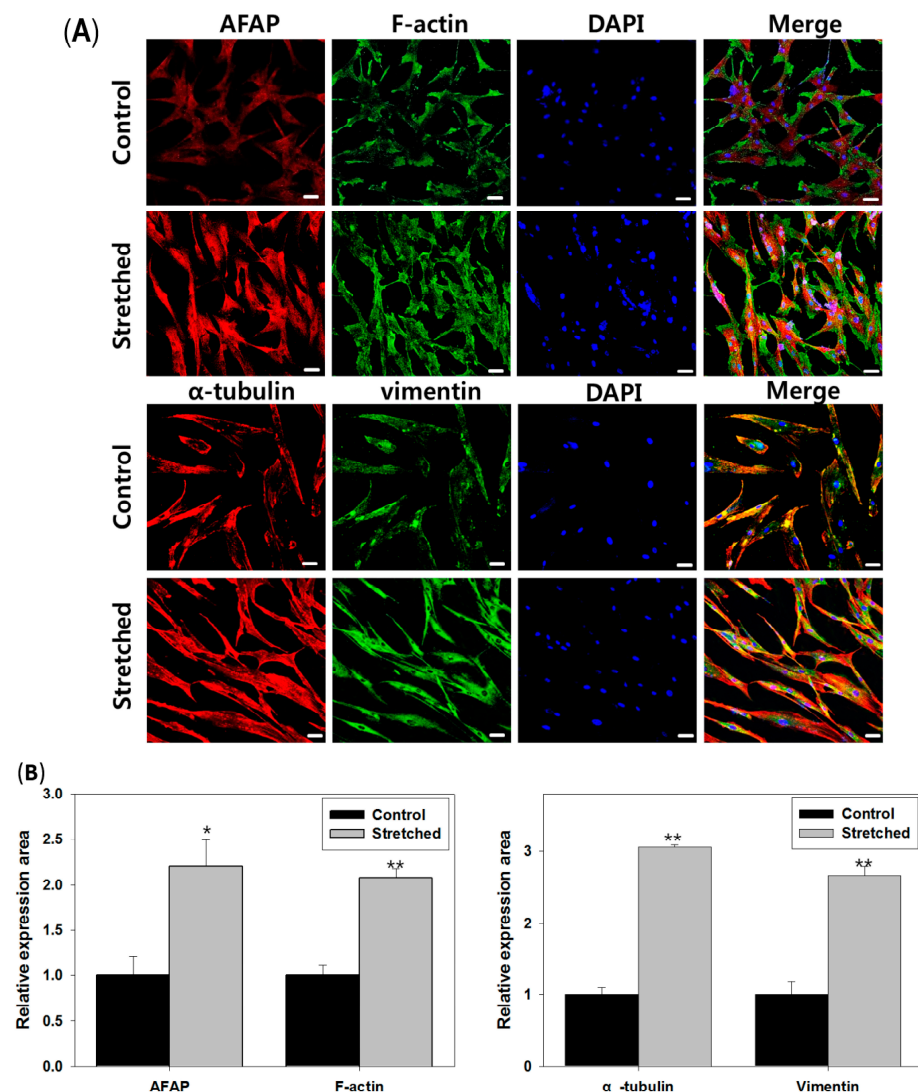 (A)
AFAP F-actin DAPI Merge
Control
Stretched
α-tubulin vimentin DAPI Merge
Control
Stretched
(B)
3.0
2.5
2.0
1.5
1.0
0.5
0.0
Relative expression area
Control
Stretched
*
**
AFAP F-actin
3
2
1
0
Relative expression area
Control
Stretched
**
**
α -tubulin Vimentin